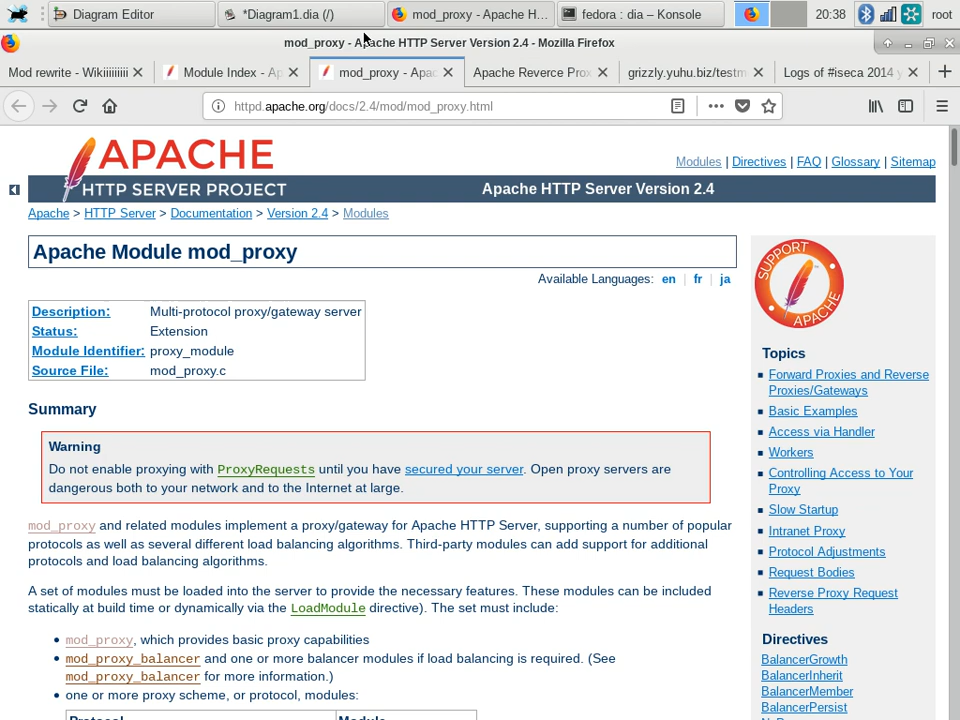 Diagram Editor
*Diagram1.dia (/)
mod_proxy - Apache H...
fedora : dia – Konsole
20:38
root
mod_proxy - Apache HTTP Server Version 2.4 - Mozilla Firefox
Mod rewrite - Wikiiiiiiiii
Module Index - Ap
mod_proxy - Apac
Apache Reverce Prox
grizzly.yuhu.biz/testm
Logs of #iseca 2014 y
httpd.apache.org/docs/2.4/mod/mod_proxy.html
APACHE
HTTP SERVER PROJECT
Modules | Directives | FAQ | Glossary | Sitemap
Apache HTTP Server Version 2.4
Apache > HTTP Server > Documentation > Version 2.4 > Modules
Apache Module mod_proxy
Available Languages: en | fr | ja
Description: Multi-protocol proxy/gateway server
Status: Extension
Module Identifier: proxy_module
Source File: mod_proxy.c
Summary
Warning
Do not enable proxying with ProxyRequests until you have secured your server. Open proxy servers are
dangerous both to your network and to the Internet at large.
mod_proxy and related modules implement a proxy/gateway for Apache HTTP Server, supporting a number of popular
protocols as well as several different load balancing algorithms. Third-party modules can add support for additional
protocols and load balancing algorithms.
A set of modules must be loaded into the server to provide the necessary features. These modules can be included
statically at build time or dynamically via the LoadModule directive). The set must include:
• mod_proxy, which provides basic proxy capabilities
• mod_proxy_balancer and one or more balancer modules if load balancing is required. (See
mod_proxy_balancer for more information.)
• one or more proxy scheme, or protocol, modules:
Protocol Module
SUPPORT
APACHE
Topics
Forward Proxies and Reverse
Proxies/Gateways
Basic Examples
Access via Handler
Workers
Controlling Access to Your
Proxy
Slow Startup
Intranet Proxy
Protocol Adjustments
Request Bodies
Reverse Proxy Request
Headers
Directives
BalancerGrowth
BalancerInherit
BalancerMember
BalancerPersist